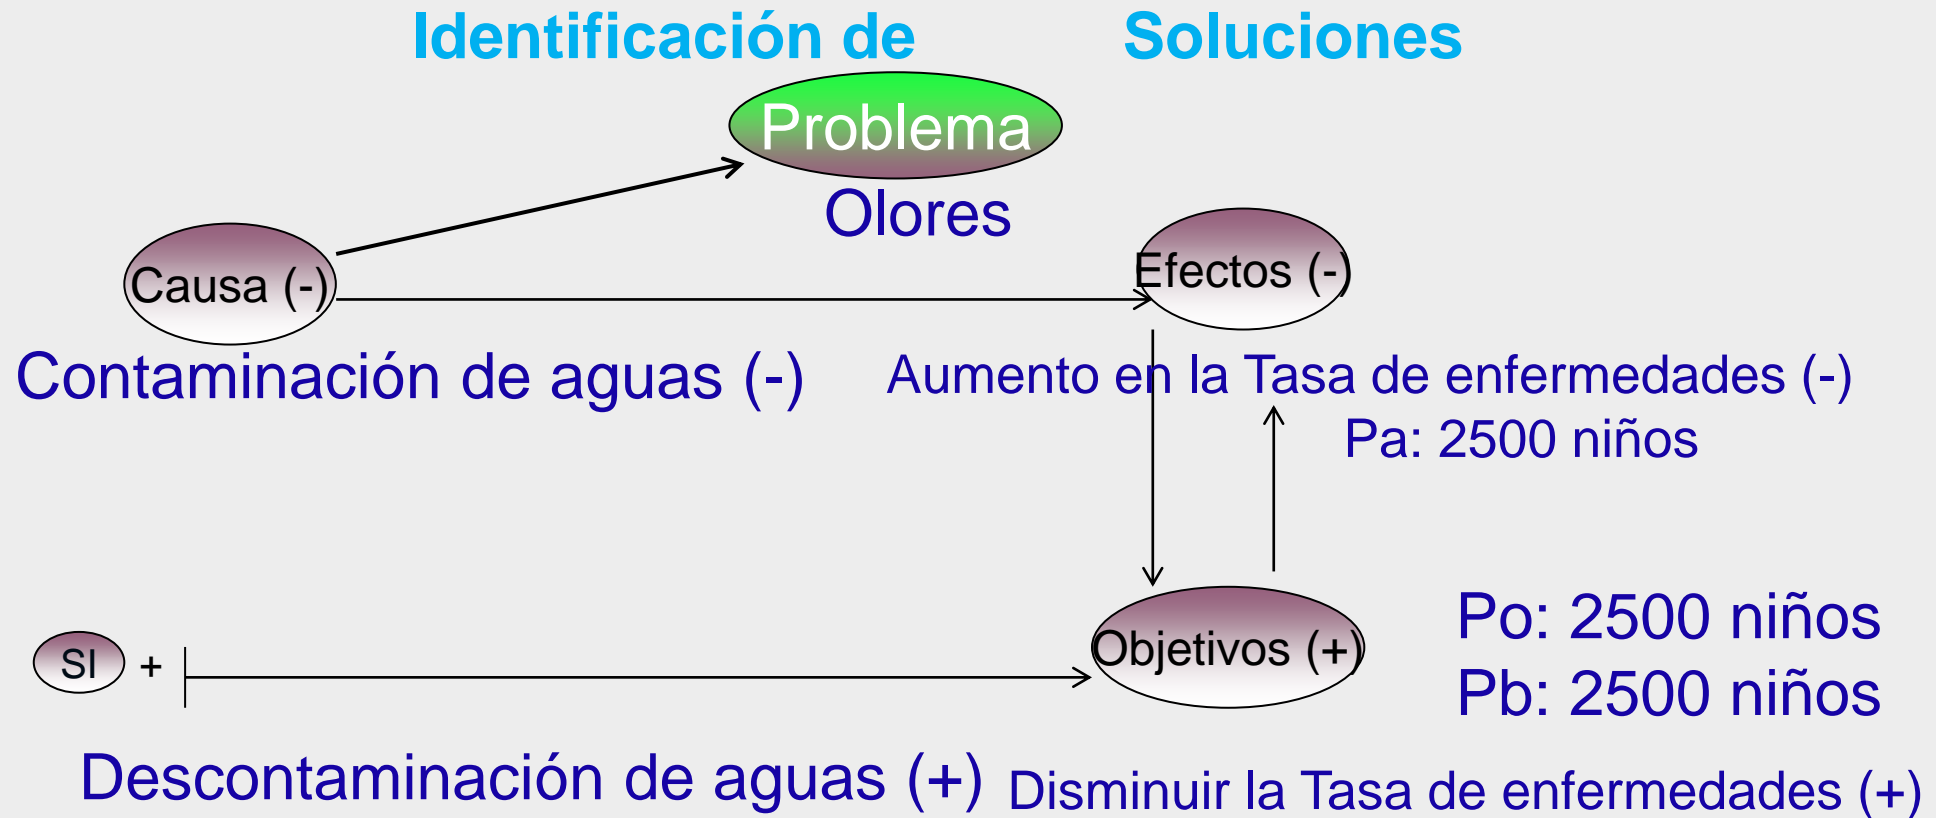 Identificación de Soluciones
Problema
Olores
Causa (-)
Efectos (-)
Contaminación de aguas (-)
Aumento en la Tasa de enfermedades (-)
Pa: 2500 niños
SI +
Objetivos (+)
Po: 2500 niños
Pb: 2500 niños
Descontaminación de aguas (+)
Disminuir la Tasa de enfermedades (+)